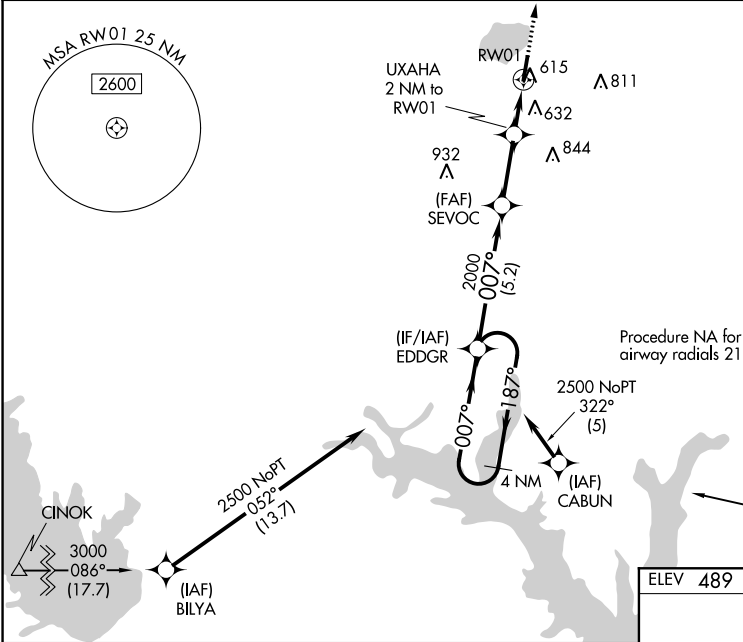 MSA RW01 25 NM
2600
RW01
615
811
UXAHA
2 NM to
RW01
632
844
932
(FAF)
SEVOC
2000
007°
(5.2)
(IF/IAF)
EDDGR
Procedure NA for
airway radials 21
007°
187°
2500 NoPT
322°
(5)
4 NM
(IAF)
CABUN
2500 NoPT
052°
(13.7)
CINOK
3000
086°
(17.7)
(IAF)
BILYA
ELEV 489